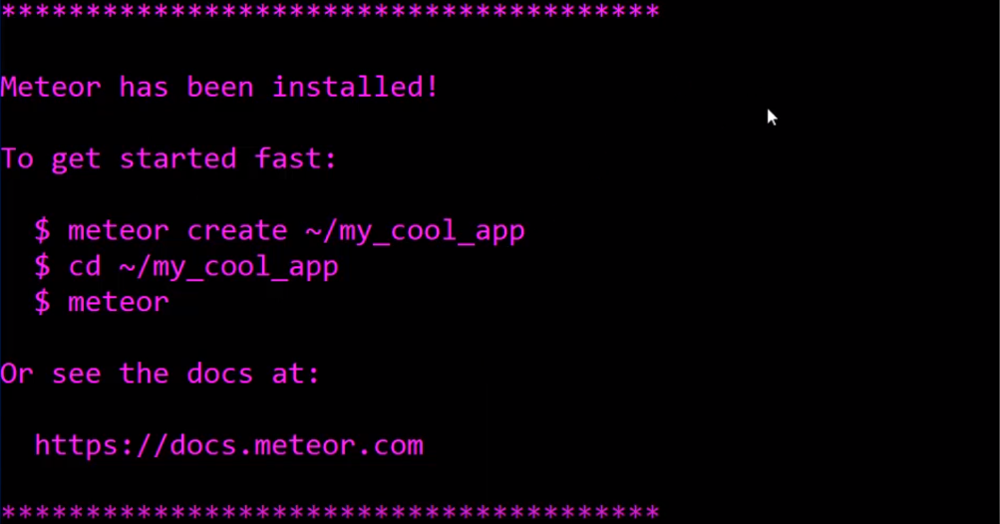 ***************************************
Meteor has been installed!
To get started fast:
$ meteor create ~/my_cool_app
$ cd ~/my_cool_app
$ meteor
Or see the docs at:
https://docs.meteor.com
***************************************